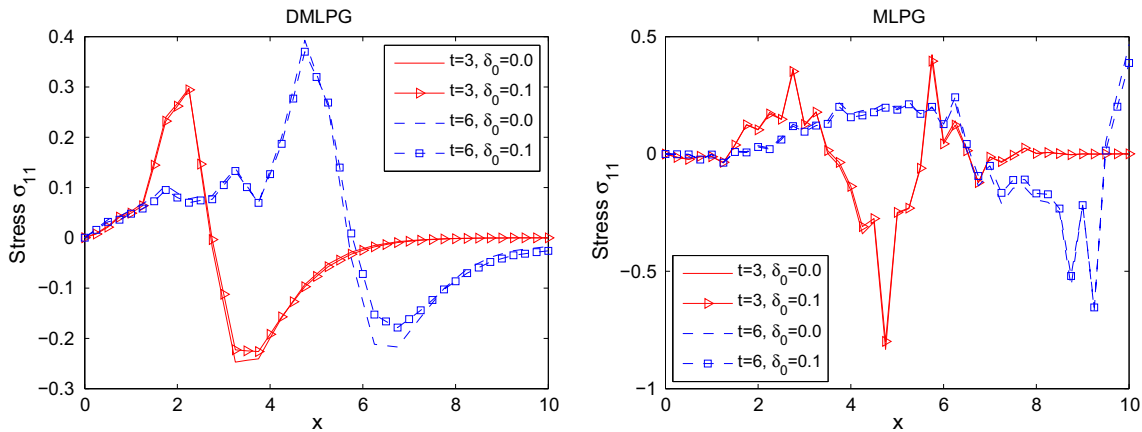 DMLPG
0.4
0.3
0.2
0.1
0
−0.1
−0.2
−0.3
Stress σ11
0 2 4 6 8 10
x
t=3, δ0=0.0
t=3, δ0=0.1
t=6, δ0=0.0
t=6, δ0=0.1
MLPG
0.5
0
−0.5
−1
Stress σ11
0 2 4 6 8 10
x
t=3, δ0=0.0
t=3, δ0=0.1
t=6, δ0=0.0
t=6, δ0=0.1